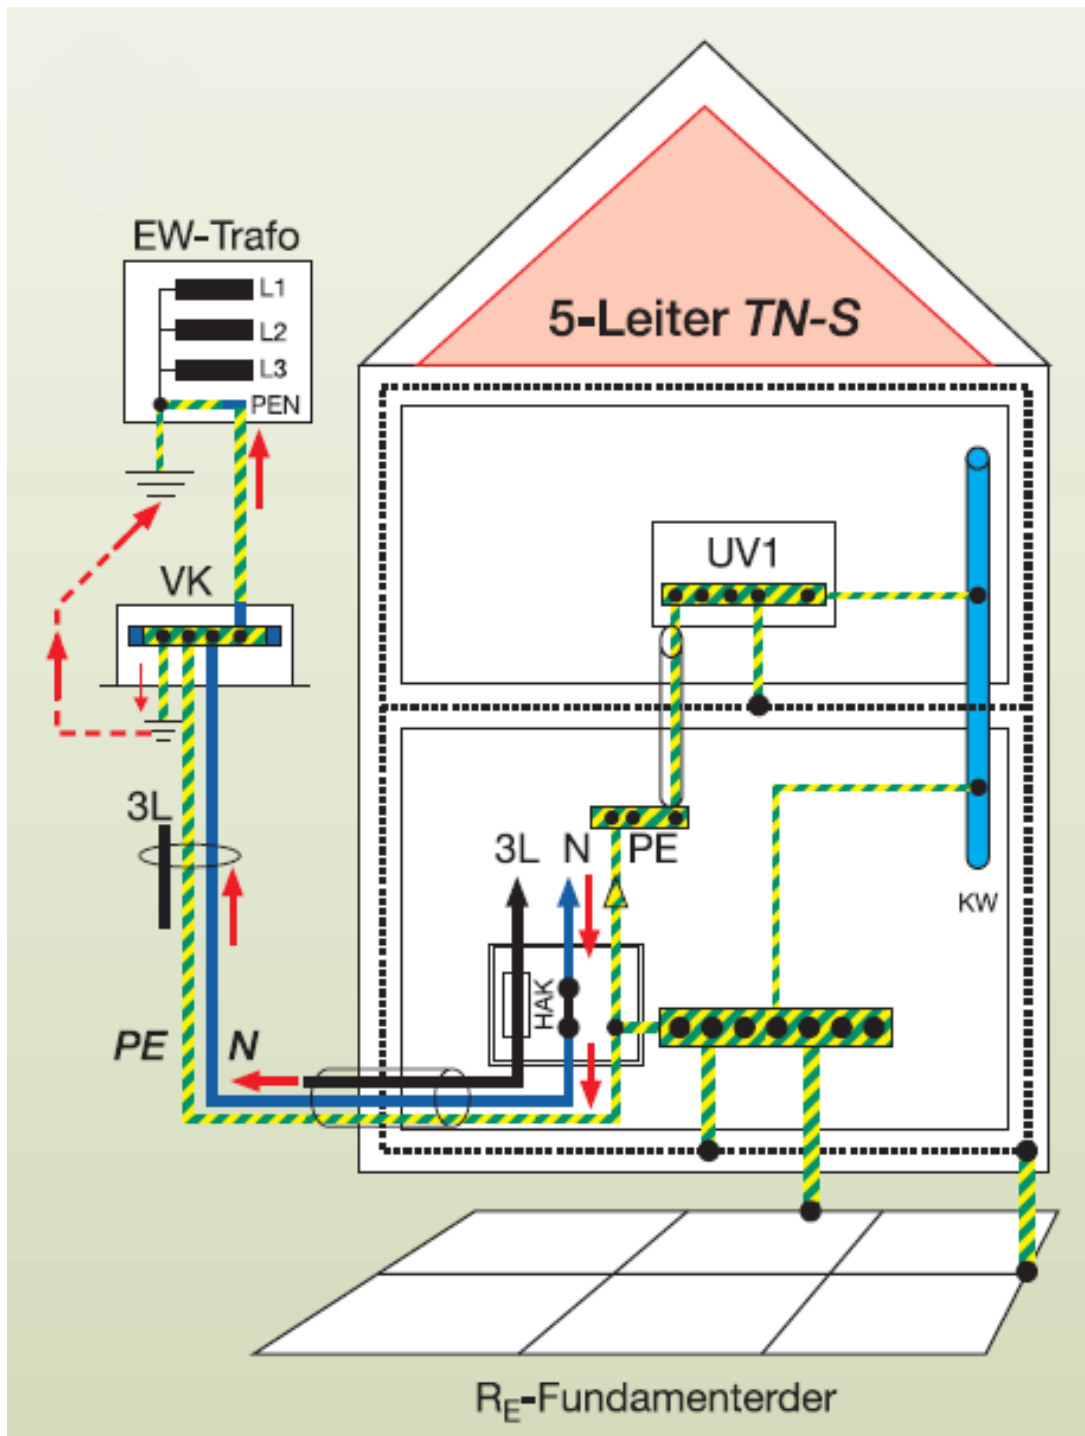 EW-Trafo
L1
L2
L3
PEN
5-Leiter TN-S
VK
UV1
3L
3L N PE
KW
HAK
PE N
RE-Fundamenterder